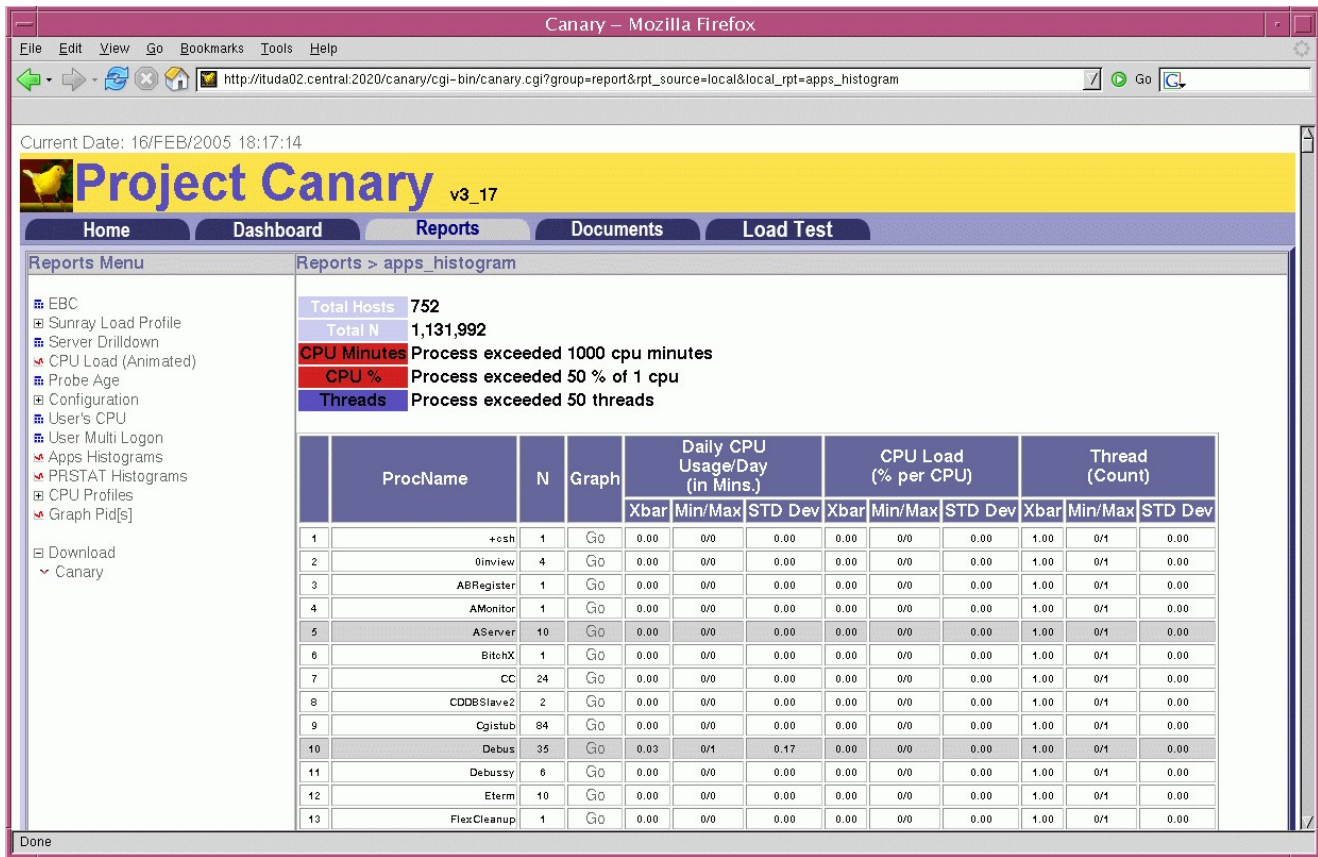 Canary – Mozilla Firefox
File Edit View Go Bookmarks Tools Help
http://ituda02.central:2020/canary/cgi-bin/canary.cgi?group=report&rpt_source=local&local_rpt=apps_histogram
Go
Current Date: 16/FEB/2005 18:17:14
Project Canary v3_17
Home Dashboard Reports Documents Load Test
Reports Menu
EBC
Sunray Load Profile
Server Drilldown
CPU Load (Animated)
Probe Age
Configuration
User's CPU
User Multi Logon
Apps Histograms
PRSTAT Histograms
CPU Profiles
Graph Pid[s]
Download
Canary
Reports > apps_histogram
Total Hosts 752
Total N 1,131,992
CPU Minutes Process exceeded 1000 cpu minutes
CPU % Process exceeded 50 % of 1 cpu
Threads Process exceeded 50 threads
ProcName N Graph Daily CPU Usage/Day (in Mins.) CPU Load (% per CPU) Thread (Count)
Xbar Min/Max STD Dev Xbar Min/Max STD Dev Xbar Min/Max STD Dev
1 +csh 1 Go 0.00 0/0 0.00 0.00 0/0 0.00 1.00 0/1 0.00
2 0inview 4 Go 0.00 0/0 0.00 0.00 0/0 0.00 1.00 0/1 0.00
3 ABRegister 1 Go 0.00 0/0 0.00 0.00 0/0 0.00 1.00 0/1 0.00
4 AMonitor 1 Go 0.00 0/0 0.00 0.00 0/0 0.00 1.00 0/1 0.00
5 AServer 10 Go 0.00 0/0 0.00 0.00 0/0 0.00 1.00 0/1 0.00
6 BitchX 1 Go 0.00 0/0 0.00 0.00 0/0 0.00 1.00 0/1 0.00
7 CC 24 Go 0.00 0/0 0.00 0.00 0/0 0.00 1.00 0/1 0.00
8 CDDBSlave2 2 Go 0.00 0/0 0.00 0.00 0/0 0.00 1.00 0/1 0.00
9 Cgistub 84 Go 0.00 0/0 0.00 0.00 0/0 0.00 1.00 0/1 0.00
10 Debus 35 Go 0.03 0/1 0.17 0.00 0/0 0.00 1.00 0/1 0.00
11 Debussy 6 Go 0.00 0/0 0.00 0.00 0/0 0.00 1.00 0/1 0.00
12 Eterm 10 Go 0.00 0/0 0.00 0.00 0/0 0.00 1.00 0/1 0.00
13 FlexCleanup 1 Go 0.00 0/0 0.00 0.00 0/0 0.00 1.00 0/1 0.00
Done